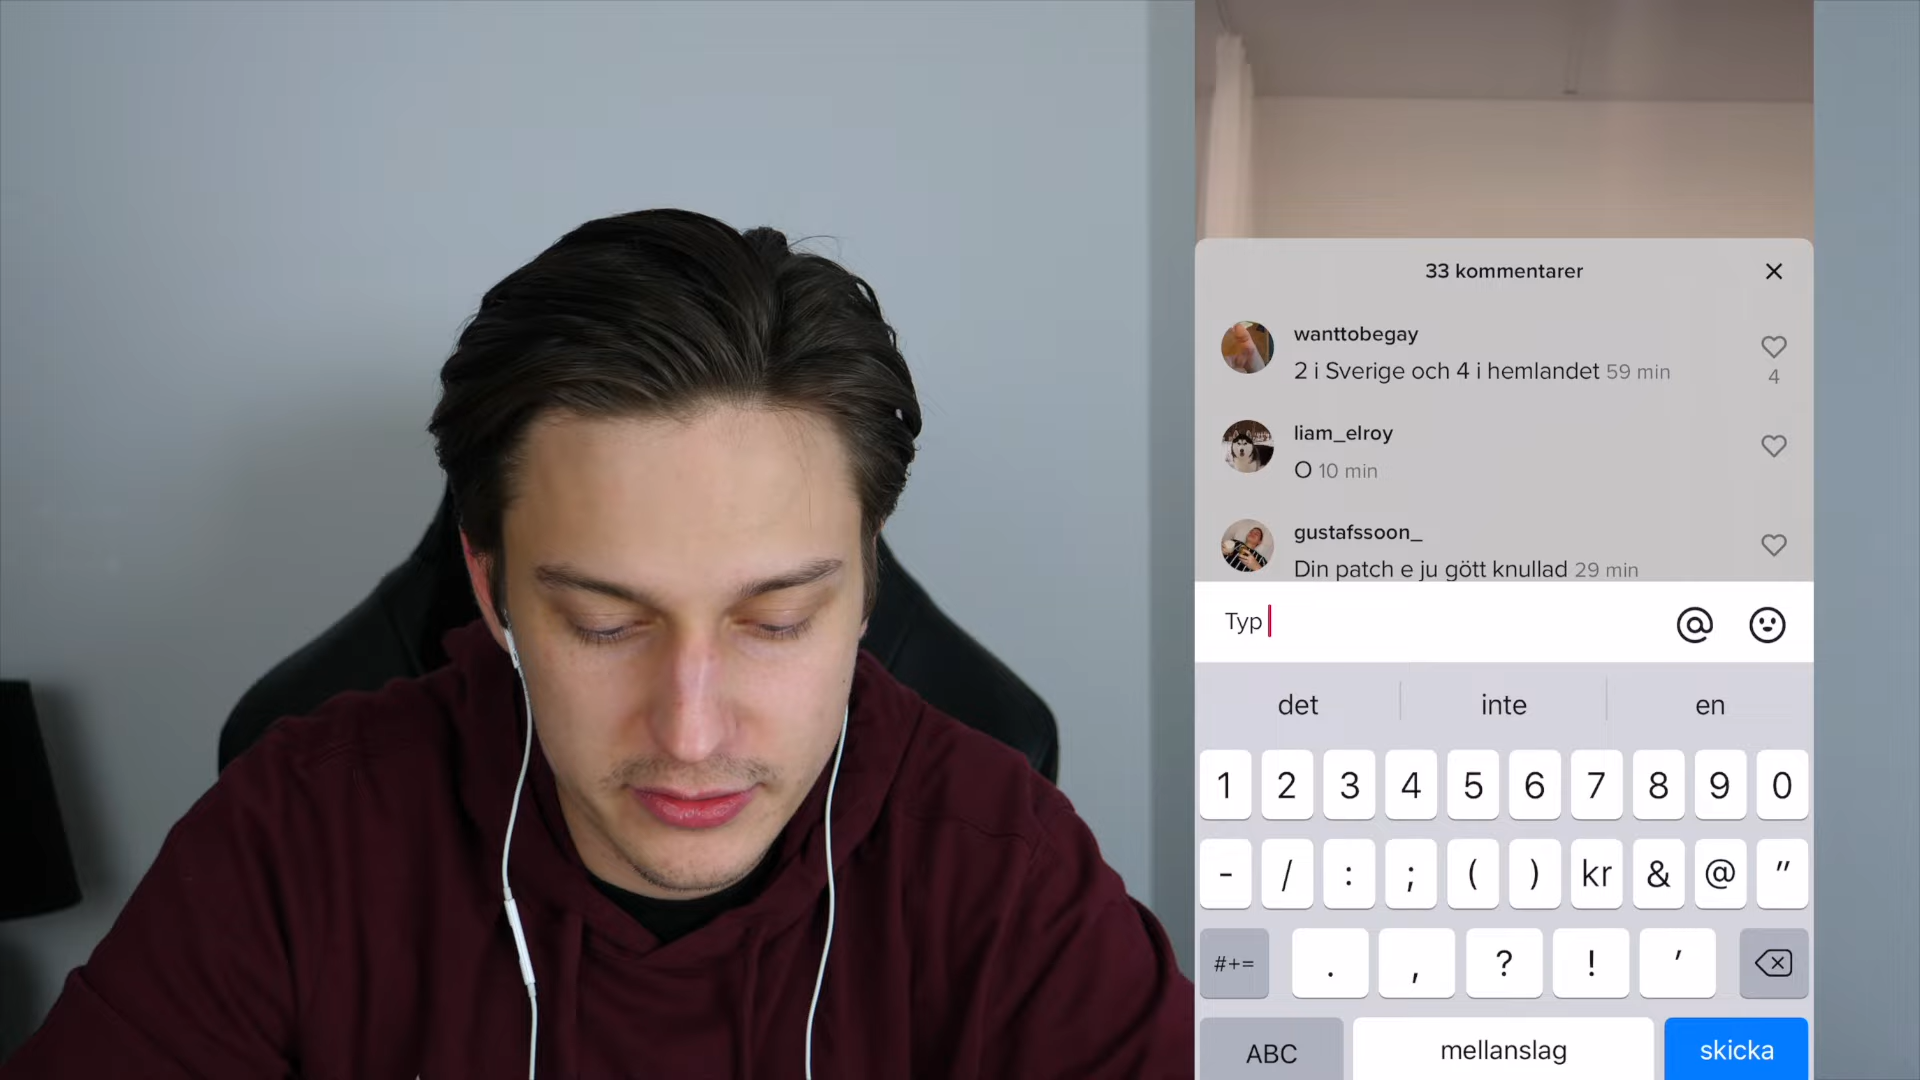 33 kommentarer
wanttobegay
2 i Sverige och 4 i hemlandet 59 min
4
liam_elroy
O 10 min
gustafssoon_
Din patch e ju gött knullad 29 min
Typ
det inte en
1 2 3 4 5 6 7 8 9 0
- / : ; ( ) kr & @ "
#+= . , ? ! '
ABC mellanslag skicka